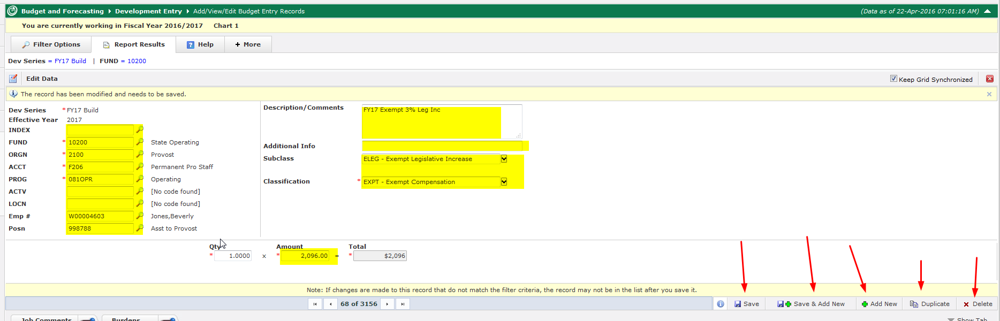 Budget and Forecasting ▸ Development Entry ▸ Add/View/Edit Budget Entry Records (Data as of 22-Apr-2016 07:01:16 AM)
You are currently working in Fiscal Year 2016/2017 Chart 1
Filter Options Report Results ? Help + More
Dev Series = FY17 Build | FUND = 10200
Edit Data Keep Grid Synchronized
The record has been modified and needs to be saved.
Dev Series * FY17 Build
Effective Year 2017
INDEX
FUND * 10200 State Operating
ORGN * 2100 Provost
ACCT * F206 Permanent Pro Staff
PROG * 081OPR Operating
ACTV [No code found]
LOCN [No code found]
Emp # W00004603 Jones,Beverly
Posn 998788 Asst to Provost
Description/Comments FY17 Exempt 3% Leg Inc
Additional Info
Subclass ELEG - Exempt Legislative Increase
Classification * EXPT - Exempt Compensation
Qty Amount Total
* 1.0000 x * 2,096.00 = * $2,096
Note: If changes are made to this record that do not match the filter criteria, the record may not be in the list after you save it.
68 of 3156 Save Save & Add New Add New Duplicate Delete
Job Comments Burdens Show Tab